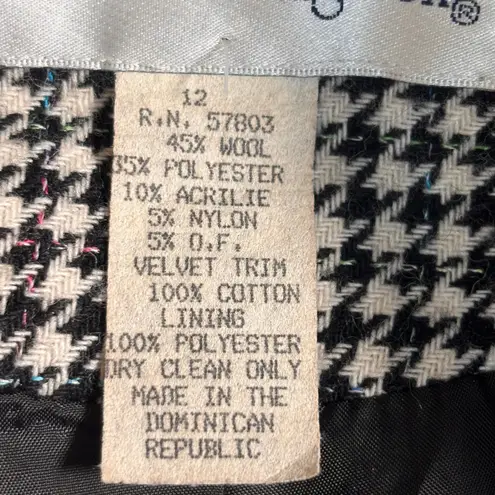 12
R.N. 57803
45% WOOL
35% POLYESTER
10% ACRILIE
5% NYLON
5% O.F.
VELVET TRIM
100% COTTON
LINING
100% POLYESTER
DRY CLEAN ONLY
MADE IN THE
DOMINICAN
REPUBLIC